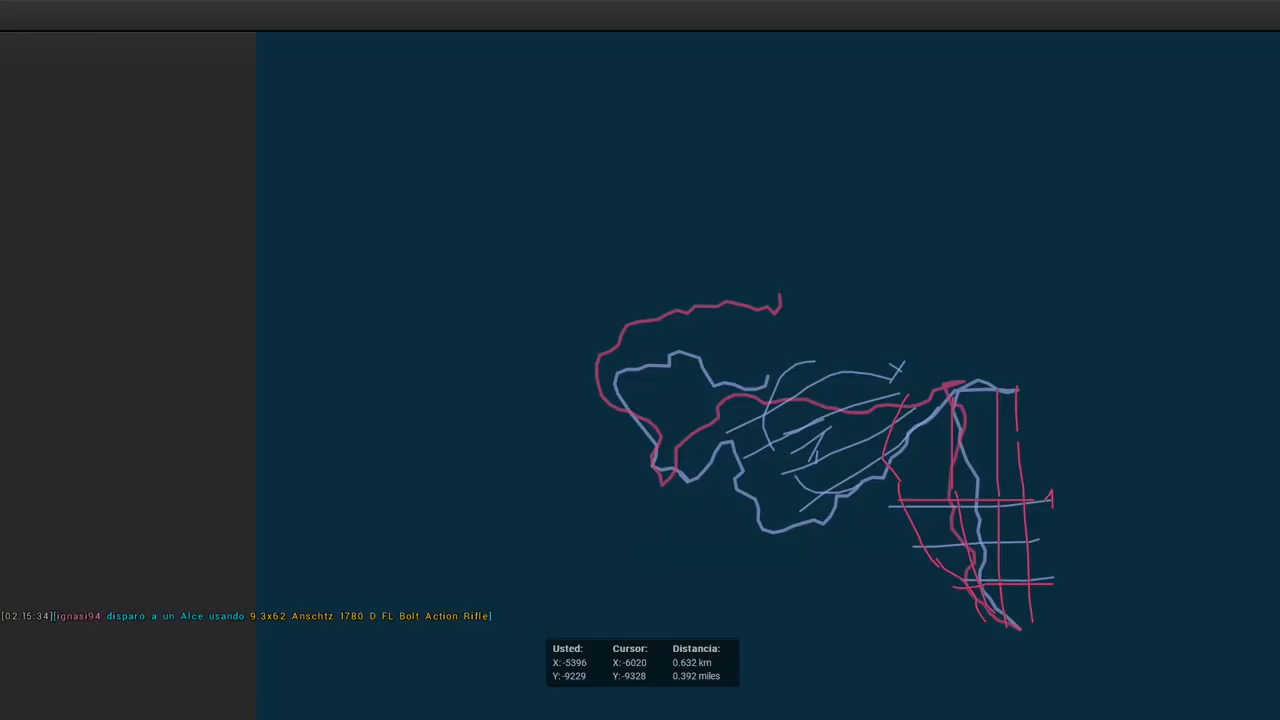 [02:15:34][ignasi94 disparó a un Alce usando 9.3x62 Anschtz 1780 D FL Bolt Action Rifle]
Usted: Cursor: Distancia:
X:-5396 X:-6020 0.632 km
Y:-9229 Y:-9328 0.392 miles